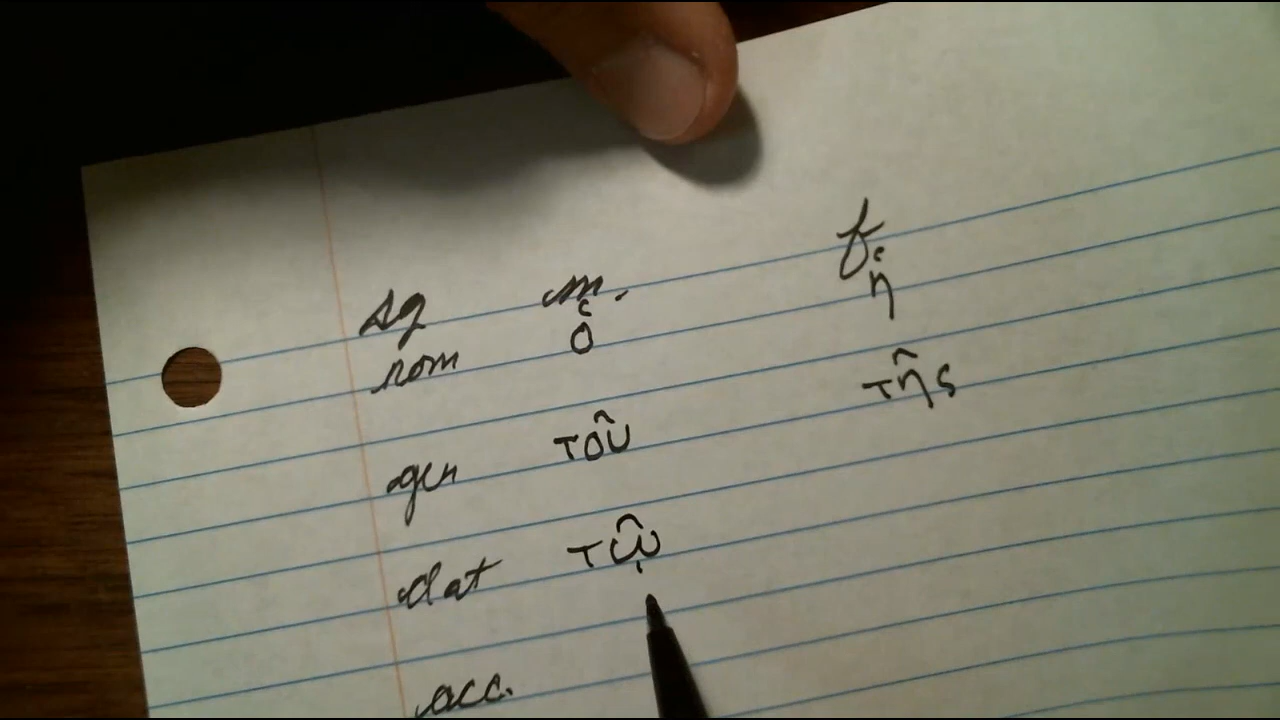 sg m. f.
nom ὁ ἡ
gen τοῦ τῆς
dat τῷ
acc.